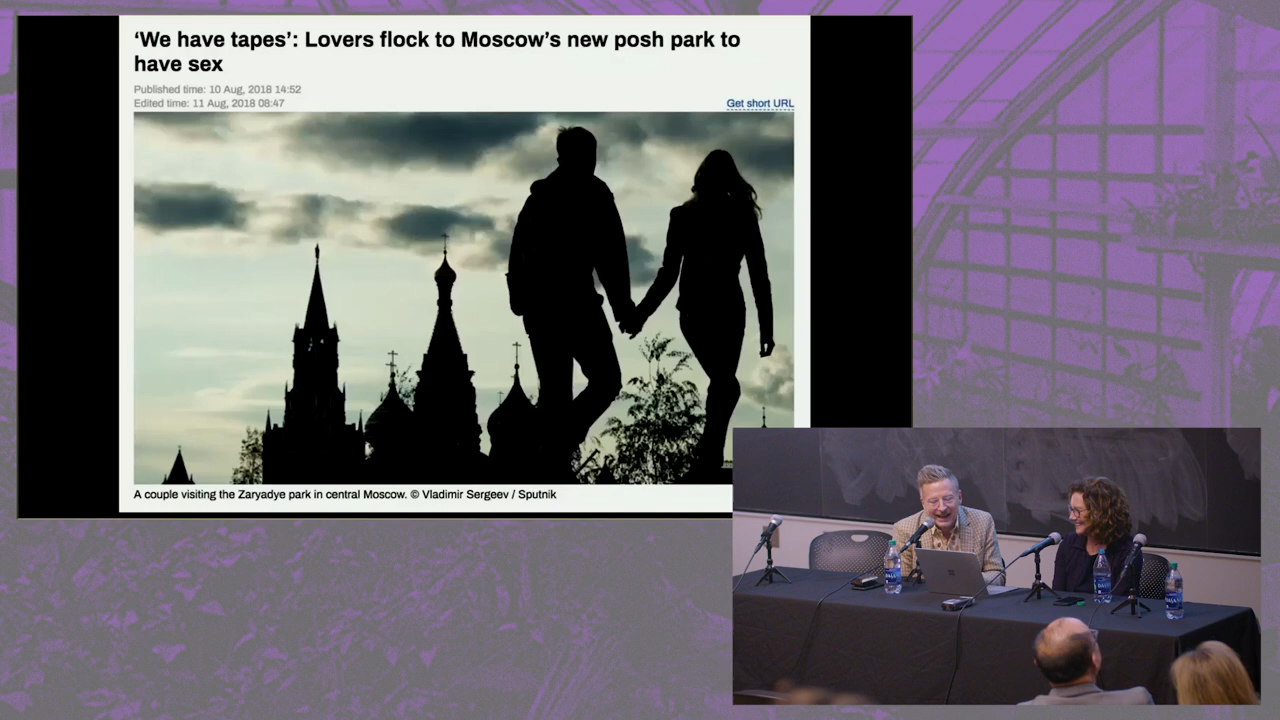 ‘We have tapes’: Lovers flock to Moscow’s new posh park to
have sex
Published time: 10 Aug, 2018 14:52
Edited time: 11 Aug, 2018 08:47
Get short URL
A couple visiting the Zaryadye park in central Moscow. © Vladimir Sergeev / Sputnik